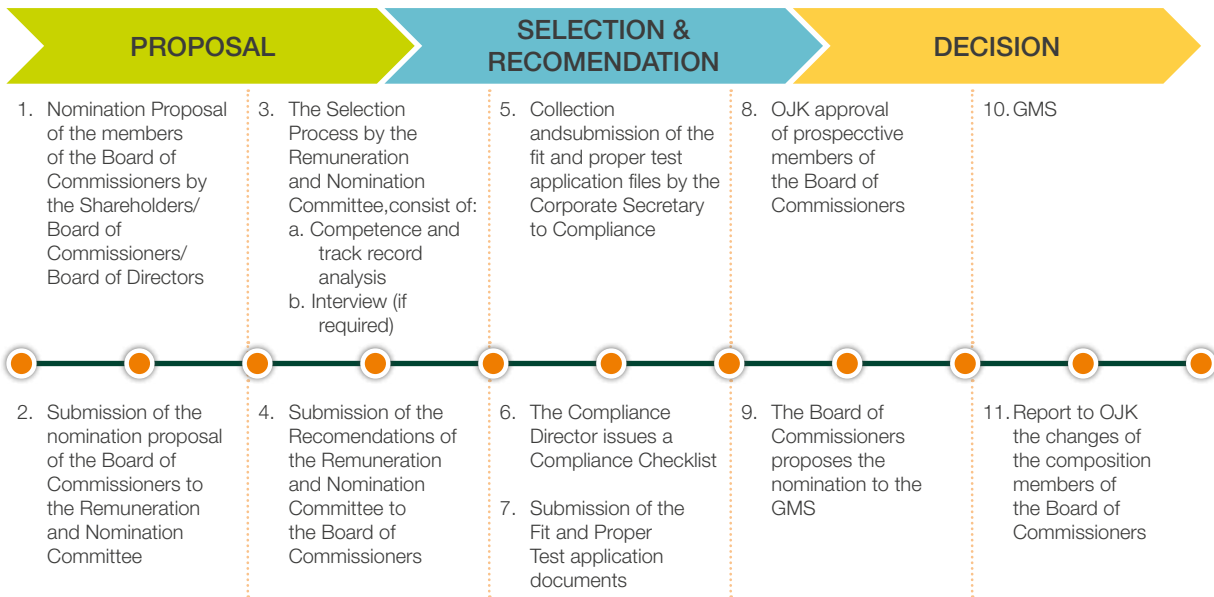 PROPOSAL
SELECTION &
RECOMENDATION
DECISION
1. Nomination Proposal
of the members
of the Board of
Commissioners by
the Shareholders/
Board of
Commissioners/
Board of Directors
2. Submission of the
nomination proposal
of the Board of
Commissioners to
the Remuneration
and Nomination
Committee
3. The Selection
Process by the
Remuneration
and Nomination
Committee,consist of:
a. Competence and
track record
analysis
b. Interview (if
required)
4. Submission of the
Recomendations of
the Remuneration
and Nomination
Committee to
the Board of
Commissioners
5. Collection
andsubmission of the
fit and proper test
application files by the
Corporate Secretary
to Compliance
6. The Compliance
Director issues a
Compliance Checklist
7. Submission of the
Fit and Proper
Test application
documents
8. OJK approval
of prospecctive
members of
the Board of
Commissioners
9. The Board of
Commissioners
proposes the
nomination to the
GMS
10. GMS
11. Report to OJK
the changes of
the composition
members of
the Board of
Commissioners